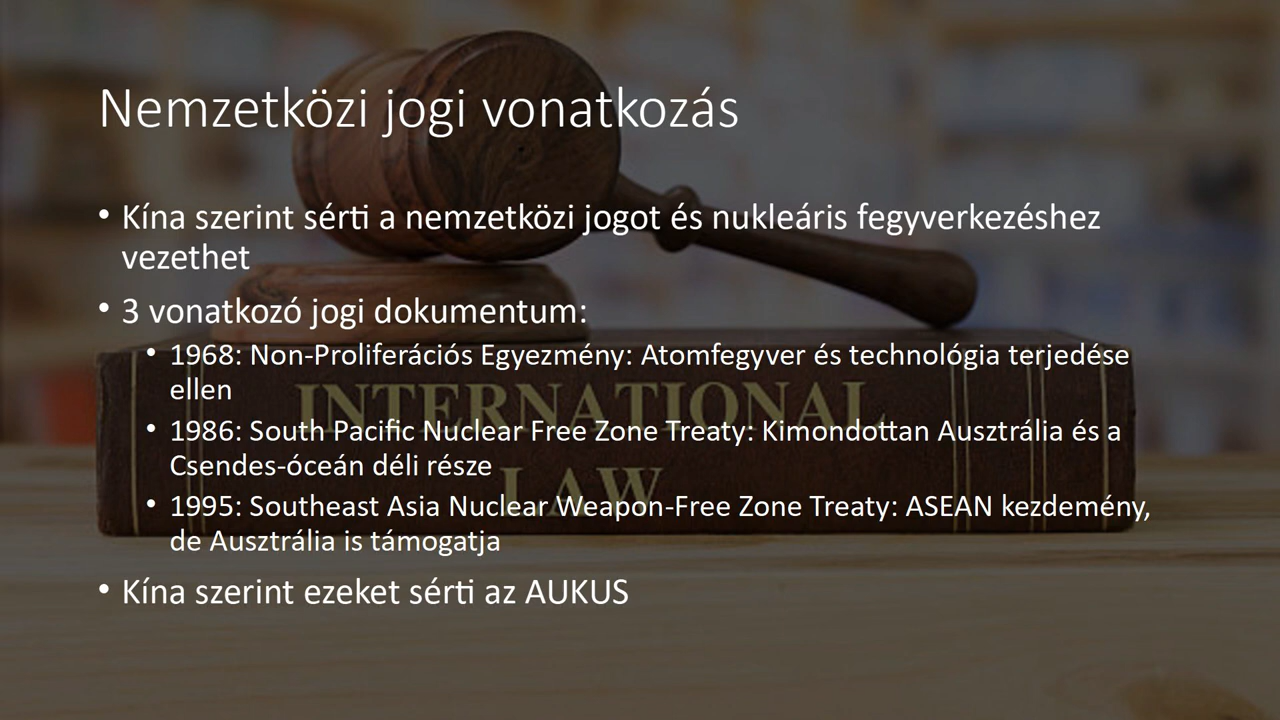 Nemzetközi jogi vonatkozás
• Kína szerint sérti a nemzetközi jogot és nukleáris fegyverkezéshez
vezethet
• 3 vonatkozó jogi dokumentum:
• 1968: Non-Proliferációs Egyezmény: Atomfegyver és technológia terjedése
ellen
INTERNATIONAL
• 1986: South Pacific Nuclear Free Zone Treaty: Kimondottan Ausztrália és a
Csendes-óceán déli része
LAW
• 1995: Southeast Asia Nuclear Weapon-Free Zone Treaty: ASEAN kezdemény,
de Ausztrália is támogatja
• Kína szerint ezeket sérti az AUKUS